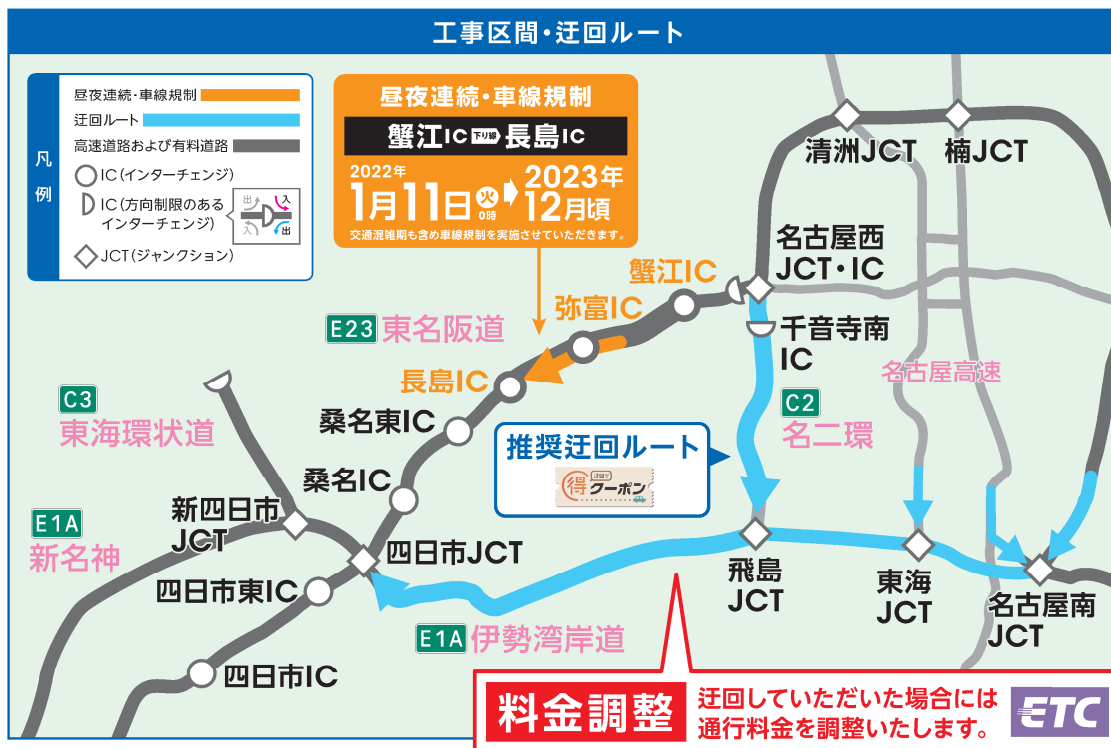 工事区間・迂回ルート
凡
例
昼夜連続・車線規制
迂回ルート
高速道路および有料道路
IC(インターチェンジ)
IC(方向制限のある
インターチェンジ)
出 入
入 出
JCT(ジャンクション)
昼夜連続・車線規制
蟹江IC 下り線 長島IC
2022年
1月11日 火 0時
2023年
12月頃
交通混雑期も含め車線規制を実施させていただきます。
清洲JCT
楠JCT
名古屋西
JCT・IC
蟹江IC
弥富IC
千音寺南
IC
E23 東名阪道
名古屋高速
長島IC
C3
東海環状道
C2
名二環
桑名東IC
推奨迂回ルート
得 クーポン
桑名IC
新四日市
JCT
E1A
新名神
四日市JCT
四日市東IC
飛島
JCT
東海
JCT
名古屋南
JCT
E1A 伊勢湾岸道
四日市IC
料金調整
迂回していただいた場合には
通行料金を調整いたします。
ETC